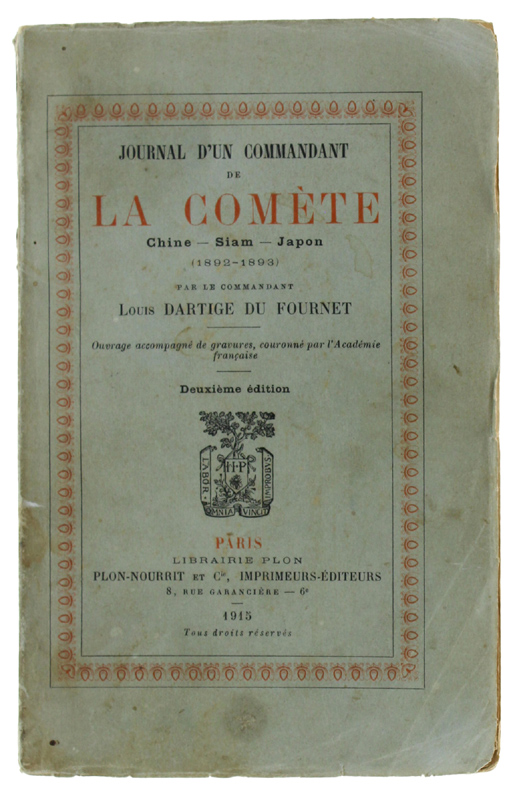 JOURNAL D'UN COMMANDANT
DE
LA COMÈTE
Chine — Siam — Japon
(1892-1893)
PAR LE COMMANDANT
LOUIS DARTIGE DU FOURNET
Ouvrage accompagné de gravures, couronné par l'Académie
française
Deuxième édition
H·P
LABOR
OMNIA VINCIT
IMPROBUS
PARIS
LIBRAIRIE PLON
PLON-NOURRIT ET Cie, IMPRIMEURS-ÉDITEURS
8, RUE GARANCIÈRE — 6e
1915
Tous droits réservés